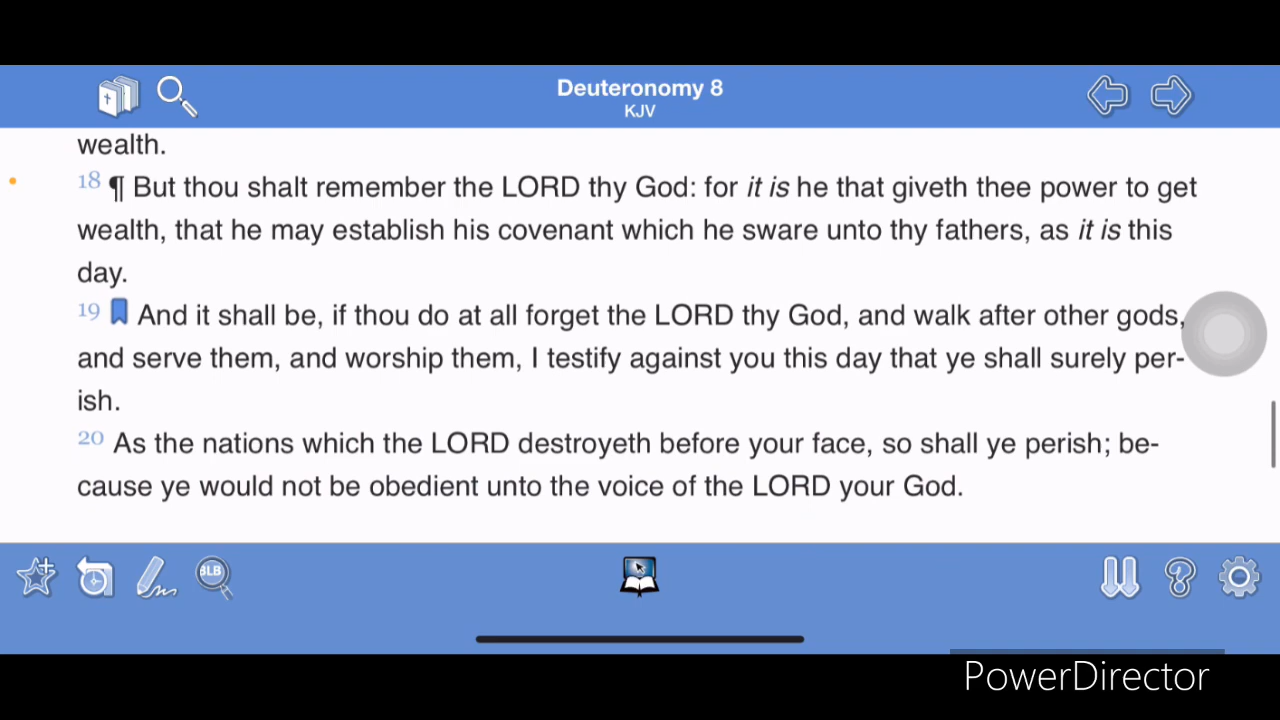 Deuteronomy 8
KJV
wealth.
18 ¶ But thou shalt remember the LORD thy God: for it is he that giveth thee power to get
wealth, that he may establish his covenant which he sware unto thy fathers, as it is this
day.
19 And it shall be, if thou do at all forget the LORD thy God, and walk after other gods,
and serve them, and worship them, I testify against you this day that ye shall surely per-
ish.
20 As the nations which the LORD destroyeth before your face, so shall ye perish; be-
cause ye would not be obedient unto the voice of the LORD your God.
BLB
PowerDirector